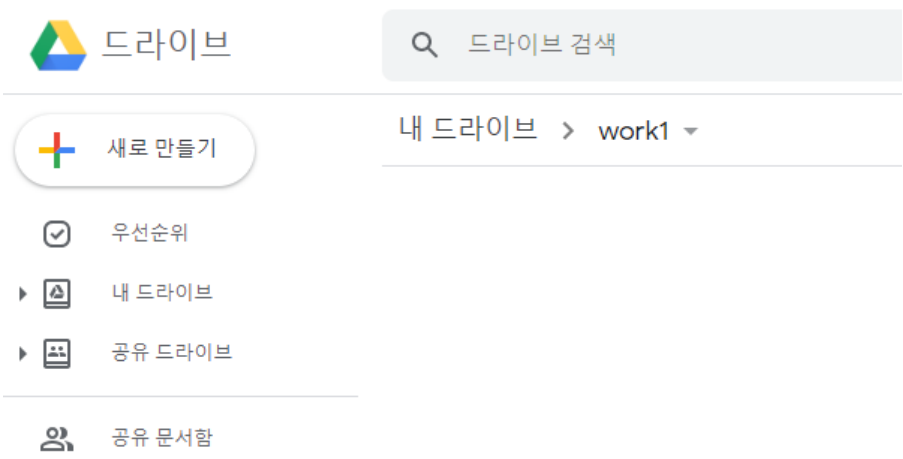 드라이브
드라이브 검색
새로 만들기
내 드라이브 > work1
우선순위
내 드라이브
공유 드라이브
공유 문서함